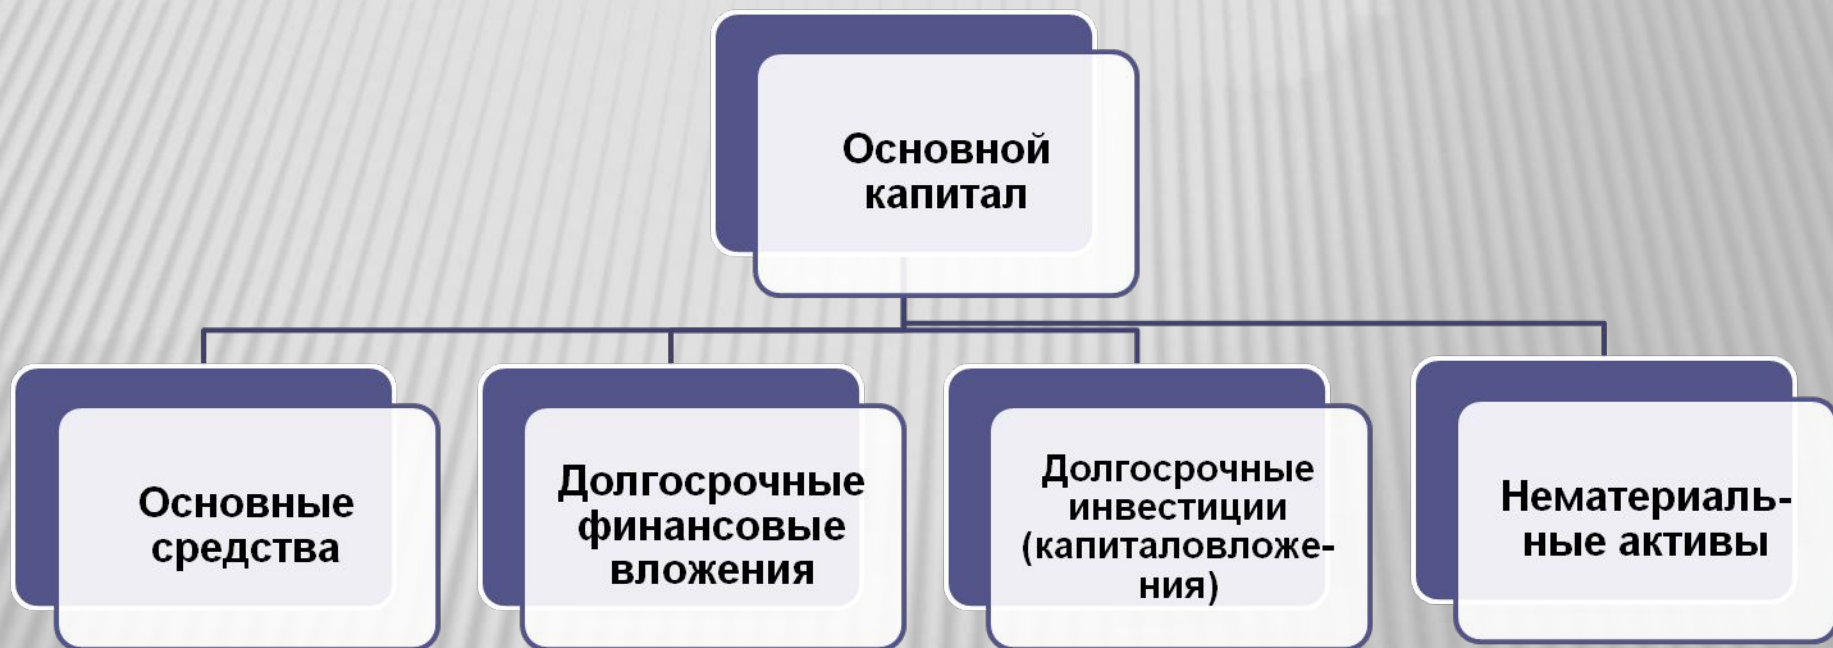 Основной
капитал
Основные
средства
Долгосрочные
финансовые
вложения
Долгосрочные
инвестиции
(капиталовложе-
ния)
Нематериаль-
ные активы